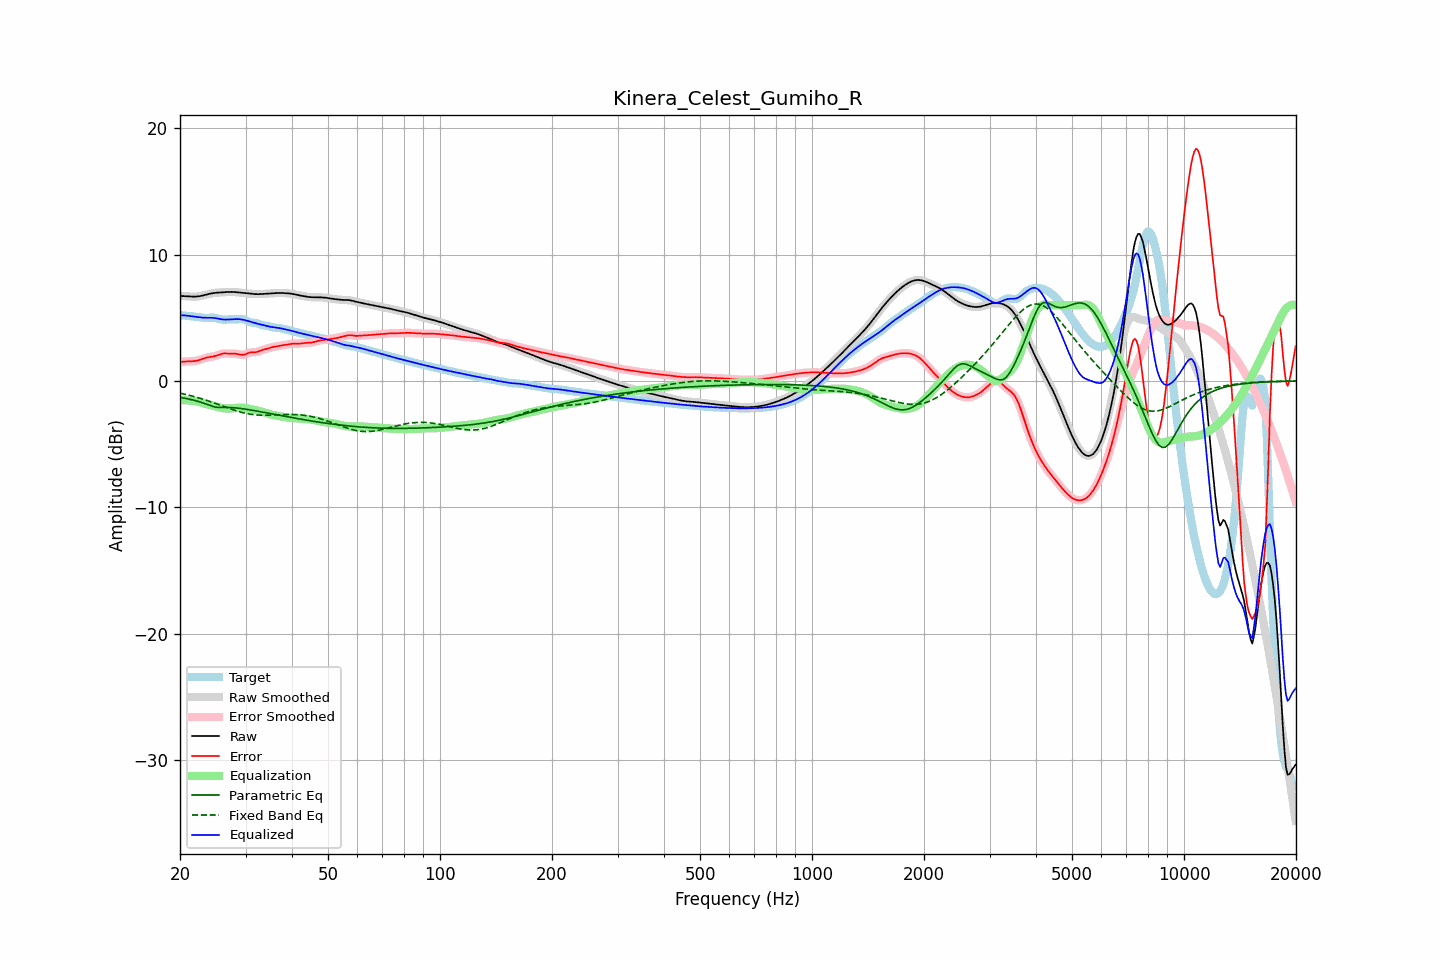 Kinera_Celest_Gumiho_R
20
10
0
−10
−20
−30
Amplitude (dBr)
Target
Raw Smoothed
Error Smoothed
Raw
Error
Equalization
Parametric Eq
Fixed Band Eq
Equalized
20 50 100 200 500 1000 2000 5000 10000 20000
Frequency (Hz)